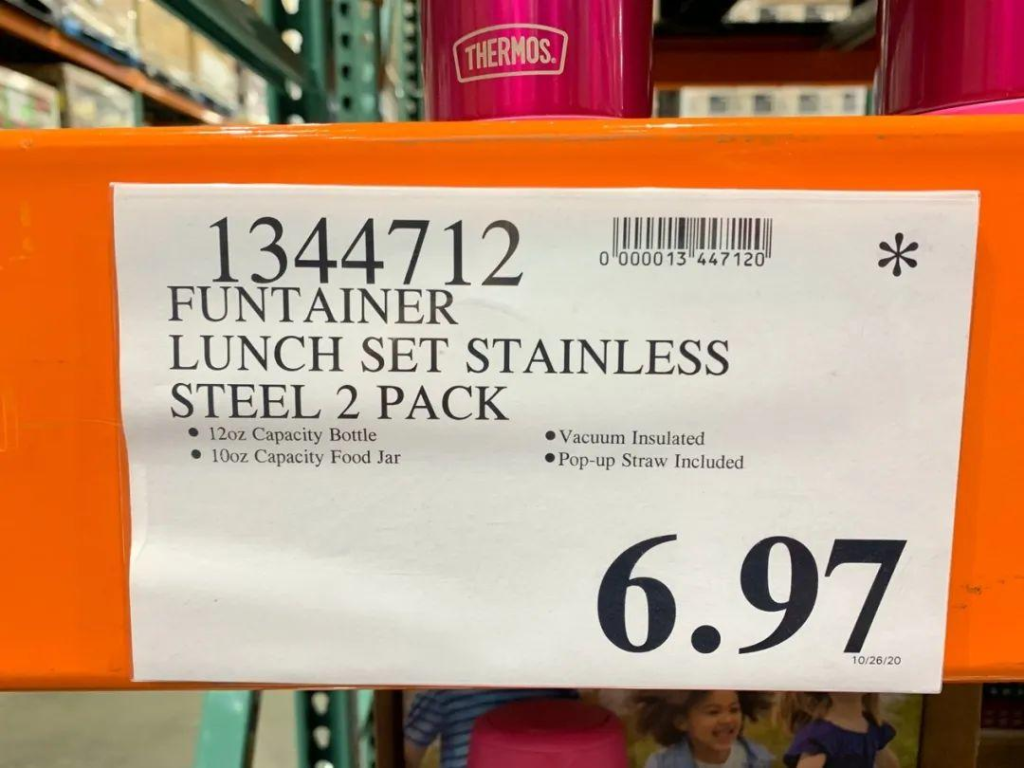 THERMOS.
1344712
0 000013 447120
*
FUNTAINER
LUNCH SET STAINLESS
STEEL 2 PACK
• 12oz Capacity Bottle
• 10oz Capacity Food Jar
• Vacuum Insulated
• Pop-up Straw Included
6.97
10/26/20